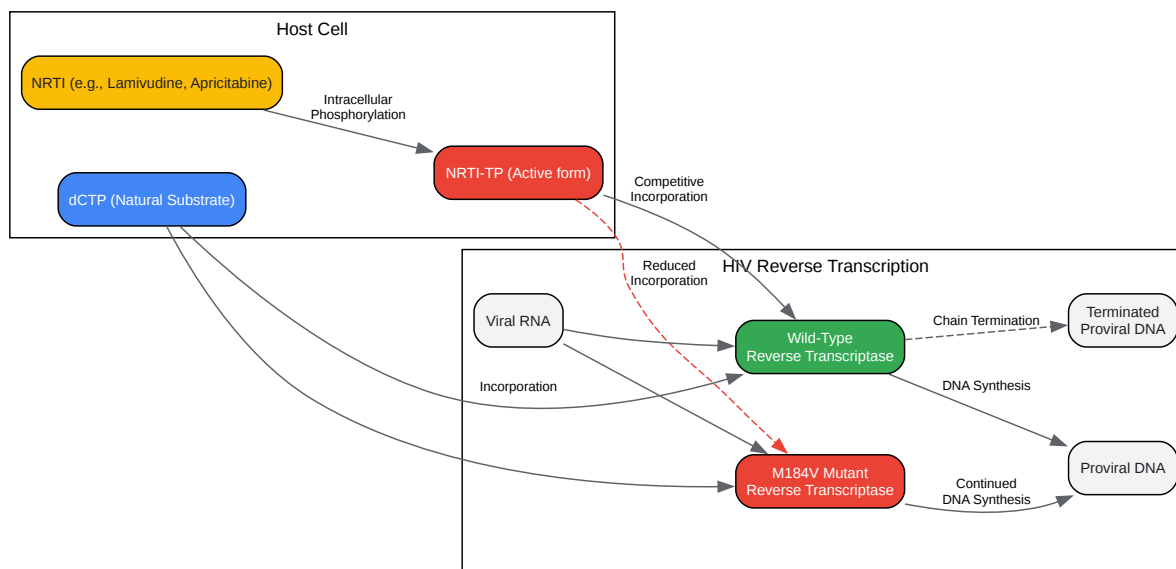 Host Cell
NRTI (e.g., Lamivudine, Apricitabine)
Intracellular
Phosphorylation
NRTI-TP (Active form)
dCTP (Natural Substrate)
Competitive
Incorporation
HIV Reverse Transcription
Reduced
Incorporation
Viral RNA
Wild-Type
Reverse Transcriptase
Chain Termination
Terminated
Proviral DNA
Incorporation
DNA Synthesis
M184V Mutant
Reverse Transcriptase
Continued
DNA Synthesis
Proviral DNA